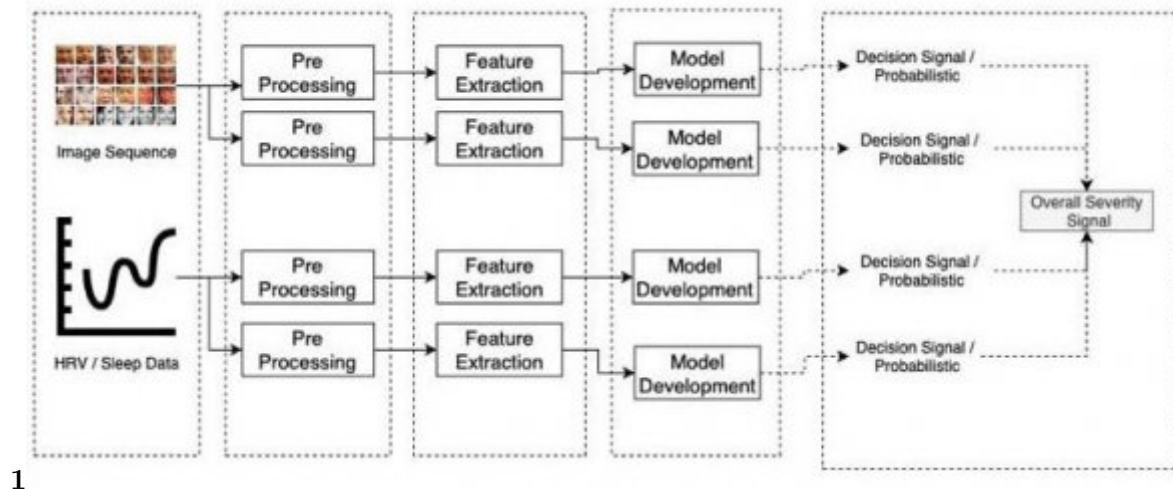 Pre
Processing
Feature
Extraction
Model
Development
Decision Signal /
Probabilistic
Image Sequence
Pre
Processing
Feature
Extraction
Model
Development
Decision Signal /
Probabilistic
Overall Severity
Signal
Pre
Processing
Feature
Extraction
Model
Development
Decision Signal /
Probabilistic
HRV / Sleep Data
Pre
Processing
Feature
Extraction
Model
Development
Decision Signal /
Probabilistic
1